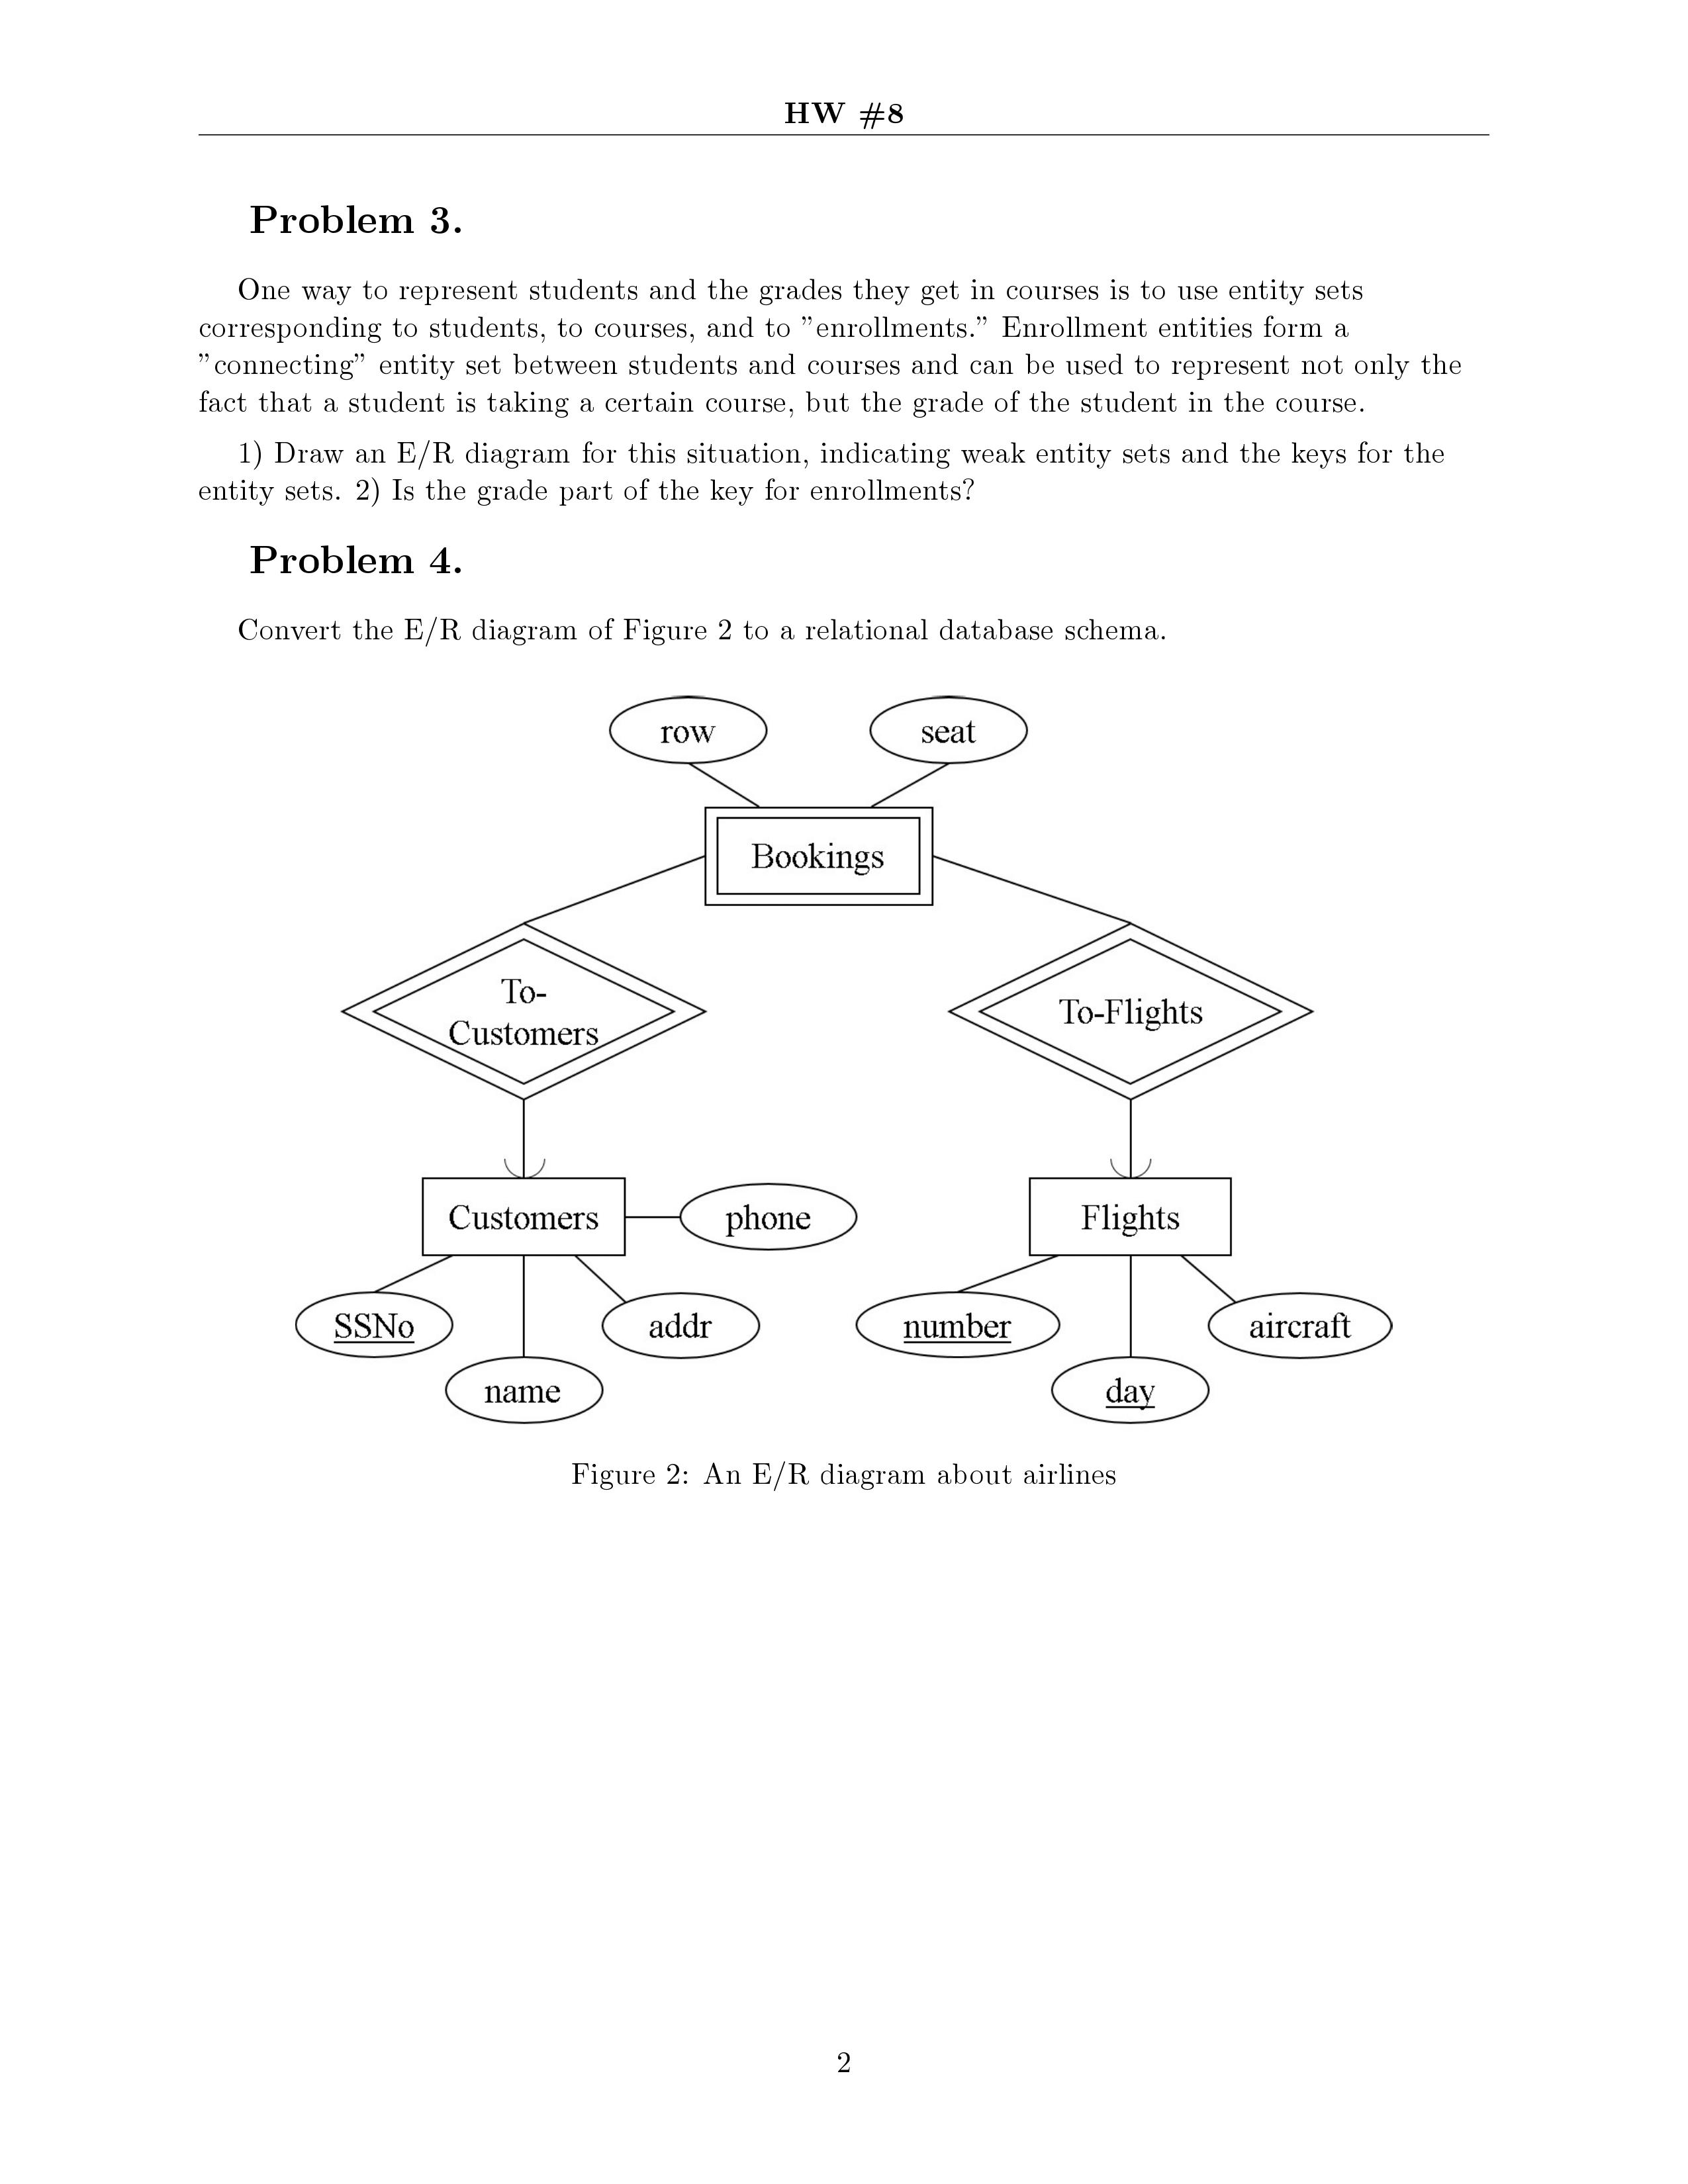 HW #8
Problem 3.
One way to represent students and the grades they get in courses is to use entity sets
corresponding to students, to courses, and to ”enrollments.” Enrollment entities form a
”connecting” entity set between students and courses and can be used to represent not only the
fact that a student is taking a certain course, but the grade of the student in the course.
1) Draw an E/R diagram for this situation, indicating weak entity sets and the keys for the
entity sets. 2) Is the grade part of the key for enrollments?
Problem 4.
Convert the E/R diagram of Figure 2 to a relational database schema.
row
seat
Bookings
To-
Customers
To-Flights
Customers
phone
Flights
SSNo
addr
number
aircraft
name
day
Figure 2: An E/R diagram about airlines
2